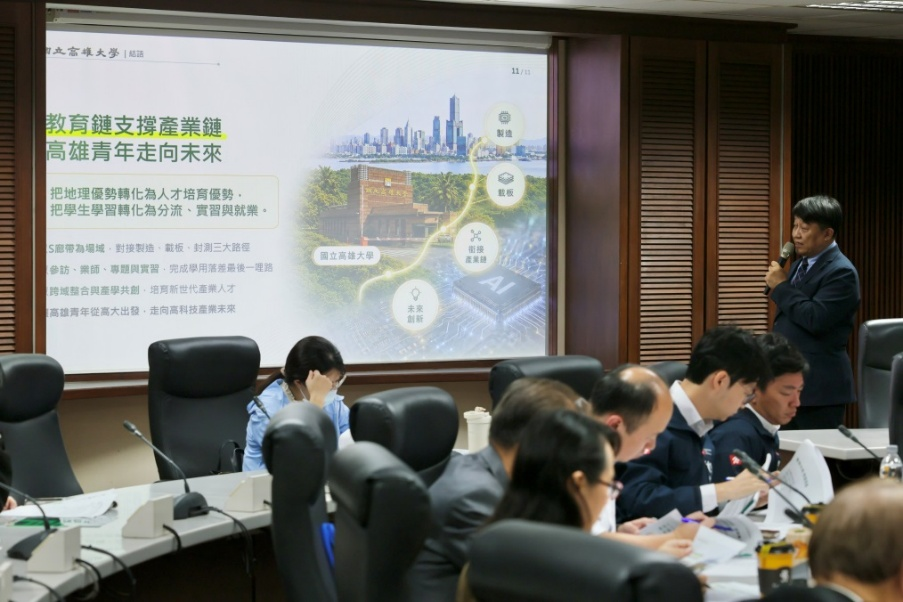 國立高雄大學 | 結語
11 / 11
教育鏈支撐產業鏈
高雄青年走向未來
把地理優勢轉化為人才培育優勢，
把學生學習轉化為分流、實習與就業。
S廊帶為場域，對接製造、載板、封測三大路徑
參訪、業師、專題與實習，完成學用落差最後一哩路
跨域整合與產學共創，培育新世代產業人才
高雄青年從高大出發，走向高科技產業未來
製造
載板
銜接
產業鏈
國立高雄大學
未來
創新
AI